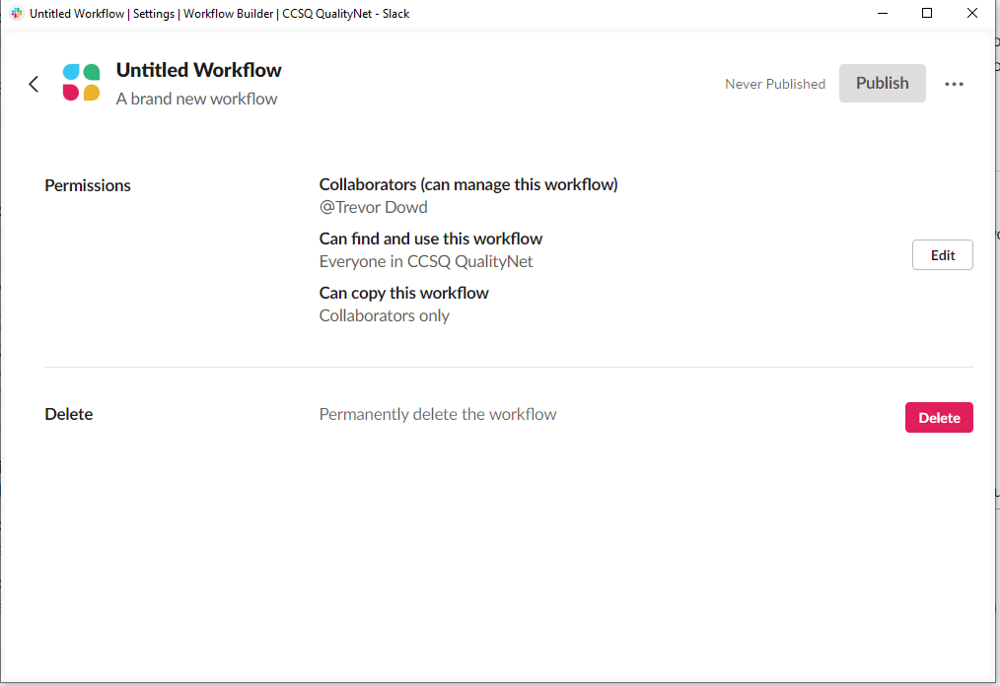 Untitled Workflow | Settings | Workflow Builder | CCSQ QualityNet - Slack
Untitled Workflow
A brand new workflow
Never Published
Publish
Permissions
Collaborators (can manage this workflow)
@Trevor Dowd
Can find and use this workflow
Everyone in CCSQ QualityNet
Can copy this workflow
Collaborators only
Edit
Delete
Permanently delete the workflow
Delete